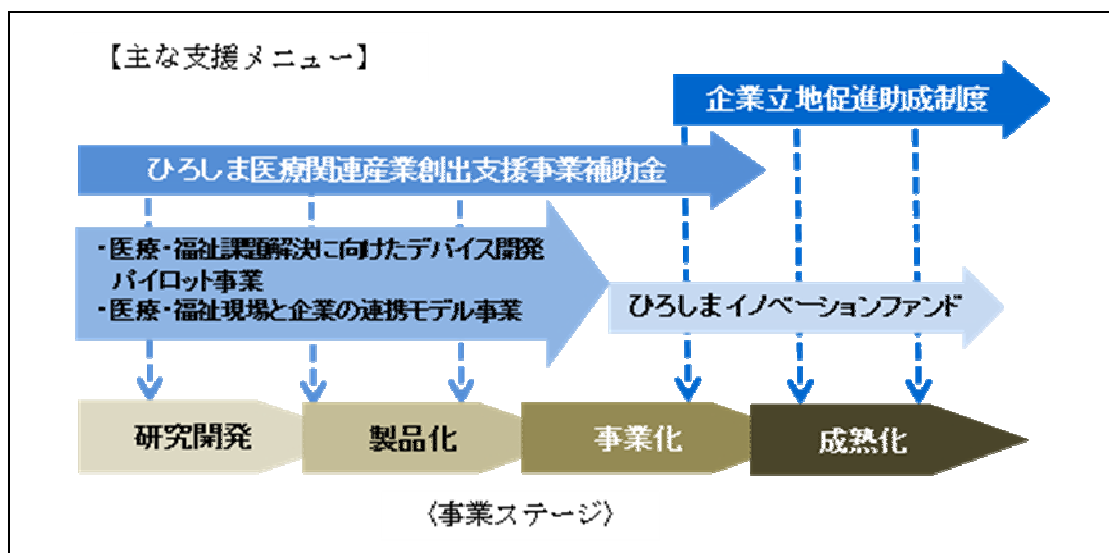 【主な支援メニュー】
企業立地促進助成制度
ひろしま医療関連産業創出支援事業補助金
・医療・福祉課題解決に向けたデバイス開発
パイロット事業
・医療・福祉現場と企業の連携モデル事業
ひろしまイノベーションファンド
研究開発
製品化
事業化
成熟化
〈事業ステージ〉